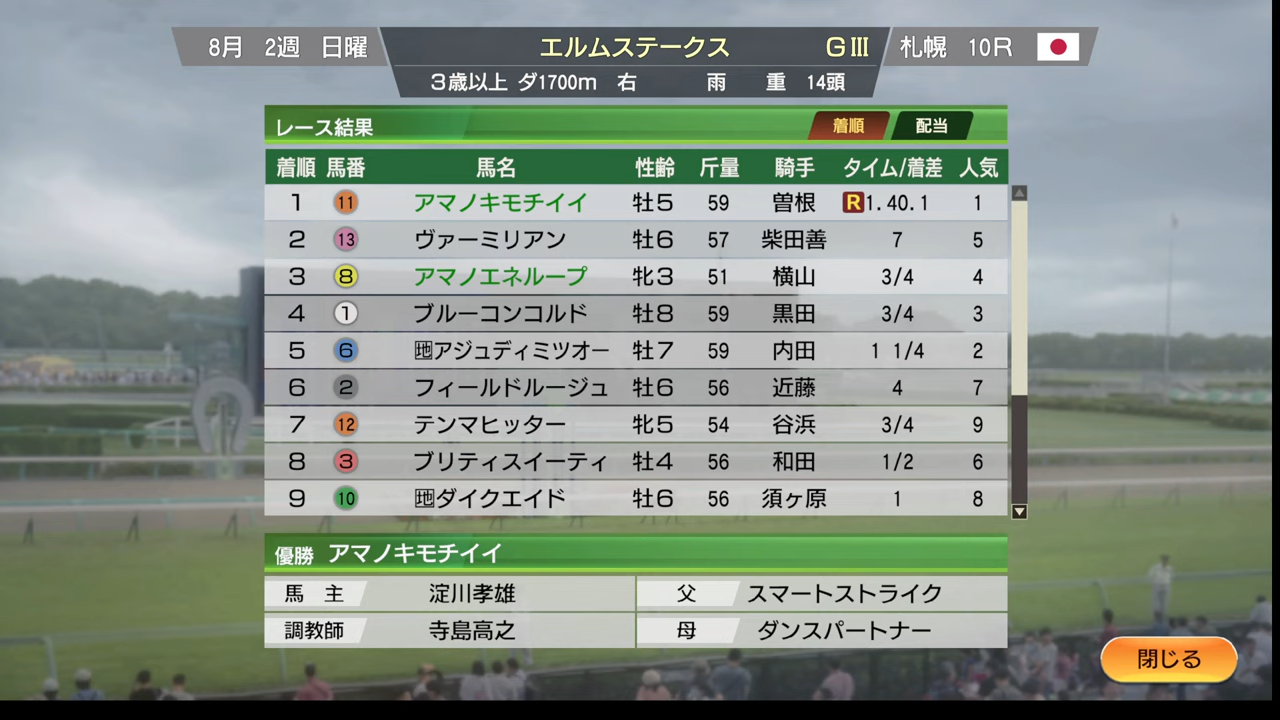 8月 2週 日曜 エルムステークス GⅢ 札幌 10R
3歳以上 ダ1700m 右 雨 重 14頭
レース結果 着順 配当
着順 馬番 馬名 性齢 斤量 騎手 タイム/着差 人気
1 11 アマノキモチイイ 牡5 59 曽根 R1.40.1 1
2 13 ヴァーミリアン 牡6 57 柴田善 7 5
3 8 アマノエネループ 牝3 51 横山 3/4 4
4 1 ブルーコンコルド 牡8 59 黒田 3/4 3
5 6 地アジュディミツオー 牡7 59 内田 1 1/4 2
6 2 フィールドルージュ 牡6 56 近藤 4 7
7 12 テンマヒッター 牝5 54 谷浜 3/4 9
8 3 ブリティスイーティ 牡4 56 和田 1/2 6
9 10 地ダイクエイド 牡6 56 須ヶ原 1 8
優勝 アマノキモチイイ
馬主 淀川孝雄 父 スマートストライク
調教師 寺島高之 母 ダンスパートナー
閉じる